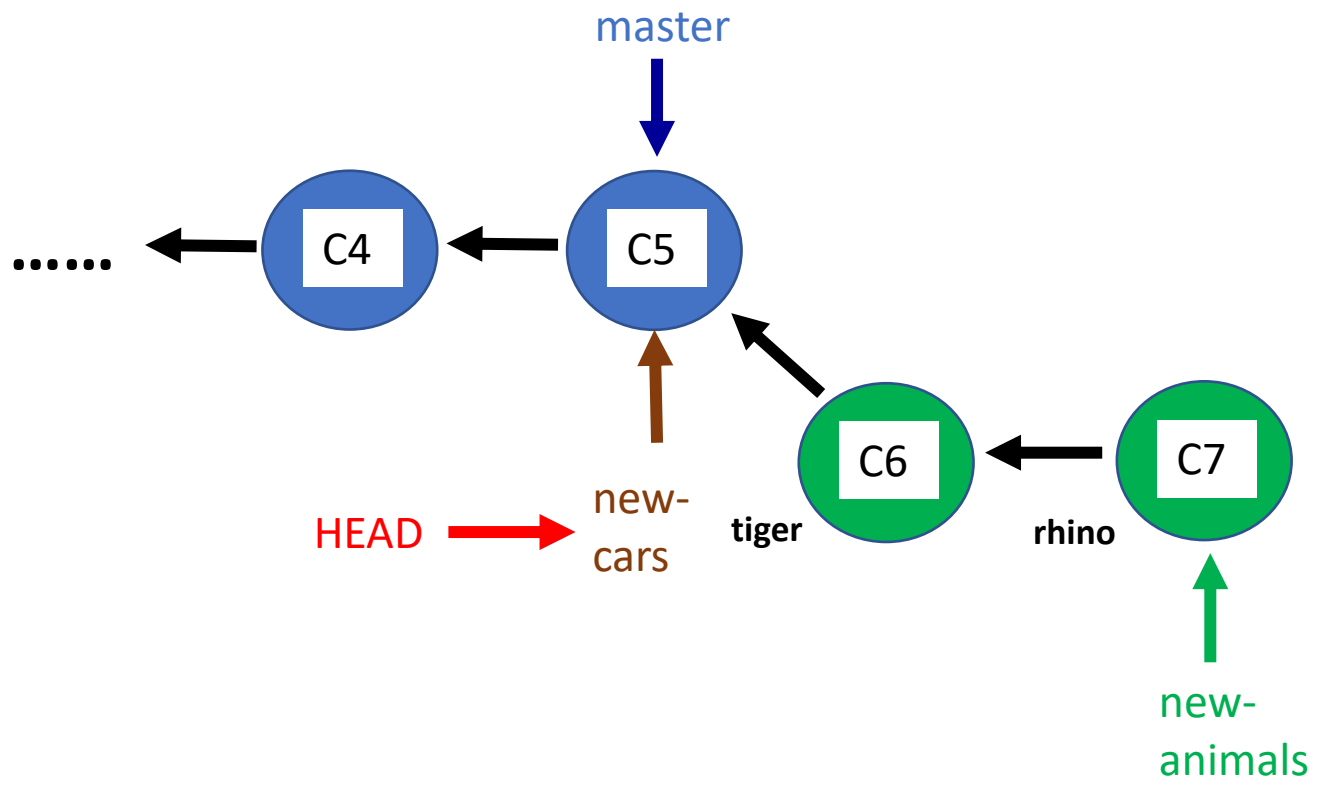 master
C4
C5
......
C6
C7
new-
cars
HEAD
tiger
rhino
new-
animals